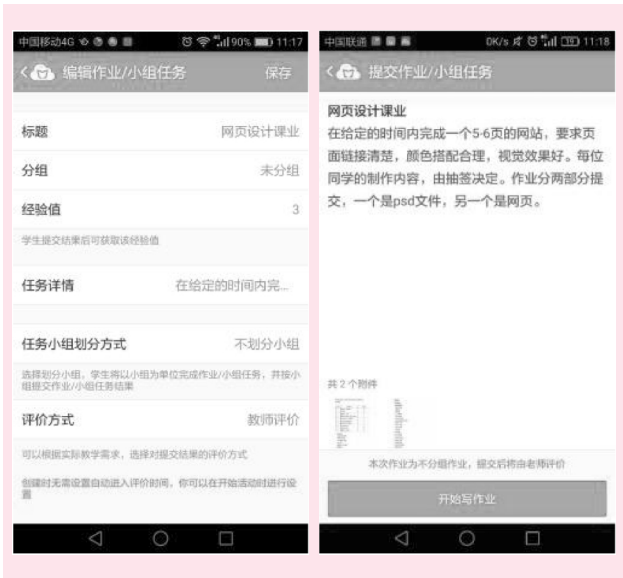 中国移动4G
90% 11:17
编辑作业/小组任务
保存
标题
网页设计课业
分组
未分组
经验值
3
学生提交结果后可获取该经验值
任务详情
在给定的时间内完...
任务小组划分方式
不划分小组
选择划分小组,学生将以小组为单位完成作业/小组任务,并按小
组提交作业/小组任务结果
评价方式
教师评价
可以根据实际教学需求,选择对提交结果的评价方式
创建时无需设置自动进入评价时间,你可以在开始活动时进行设
置
中国联通
0K/s
11:18
提交作业/小组任务
网页设计课业
在给定的时间内完成一个5-6页的网站,要求页
面链接清楚,颜色搭配合理,视觉效果好。每位
同学的制作内容,由抽签决定。作业分两部分提
交,一个是psd文件,另一个是网页。
共 2 个附件
本次作业为不分组作业,提交后将由老师评价
开始写作业